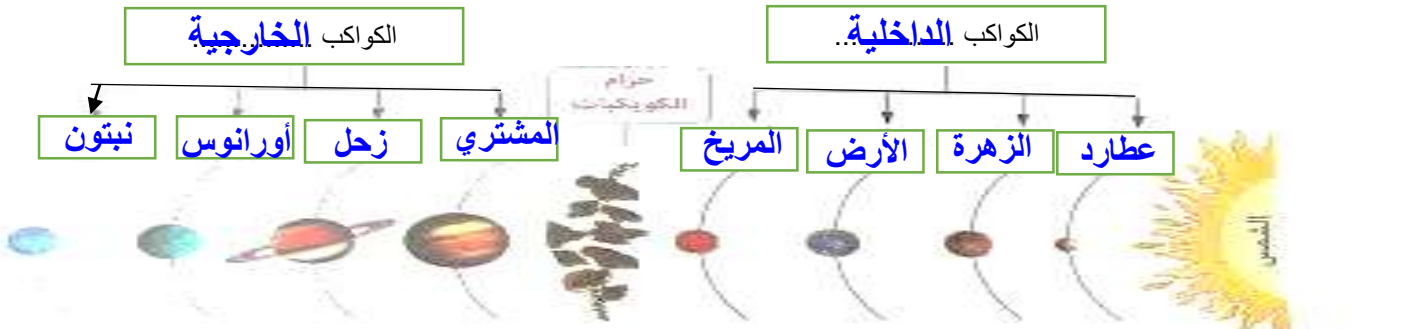 الكواكب الداخلية
الكواكب الخارجية
حزام
الكويكبات
عطارد
الزهرة
الأرض
المريخ
المشتري
زحل
أورانوس
نبتون
الشمس